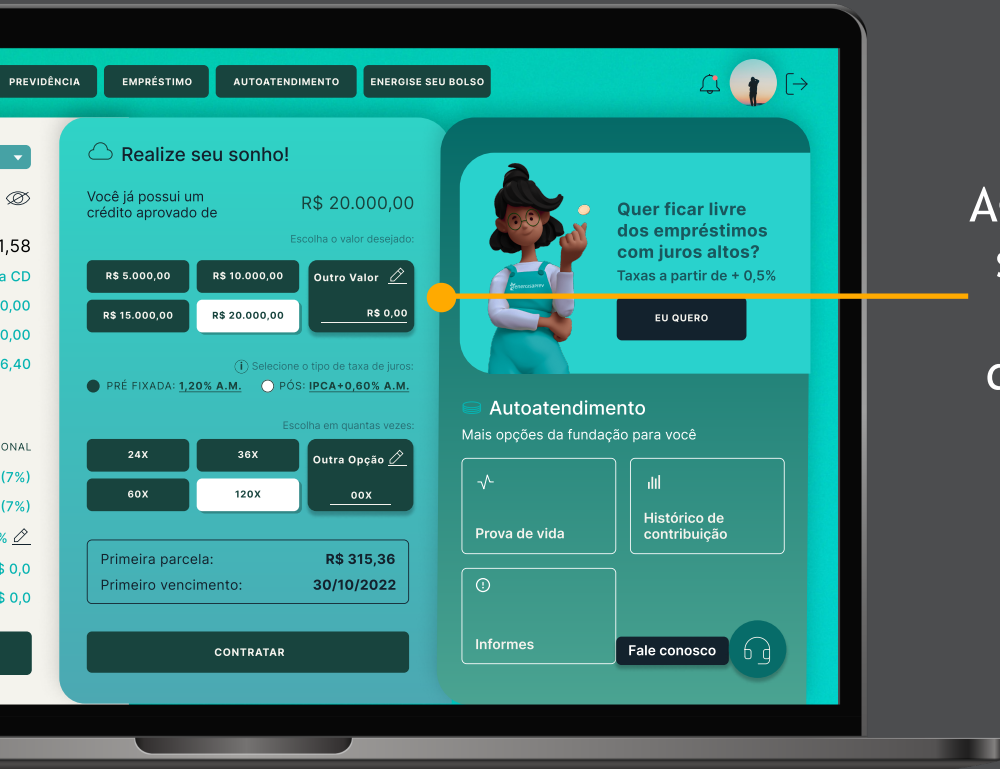 PREVIDÊNCIA
EMPRÉSTIMO
AUTOATENDIMENTO
ENERGISE SEU BOLSO
1,58
a CD
0,00
0,00
6,40
ONAL
(7%)
(7%)
%
$ 0,0
$ 0,0
Realize seu sonho!
Você já possui um
crédito aprovado de
R$ 20.000,00
Escolha o valor desejado:
R$ 5.000,00
R$ 10.000,00
Outro Valor
R$ 15.000,00
R$ 20.000,00
R$ 0,00
Selecione o tipo de taxa de juros:
PRÉ FIXADA: 1,20% A.M.
PÓS: IPCA+0,60% A.M.
Escolha em quantas vezes:
24X
36X
Outra Opção
60X
120X
00X
Primeira parcela: R$ 315,36
Primeiro vencimento: 30/10/2022
CONTRATAR
Quer ficar livre
dos empréstimos
com juros altos?
Taxas a partir de + 0,5%
EU QUERO
Autoatendimento
Mais opções da fundação para você
Prova de vida
Histórico de
contribuição
Informes
Fale conosco